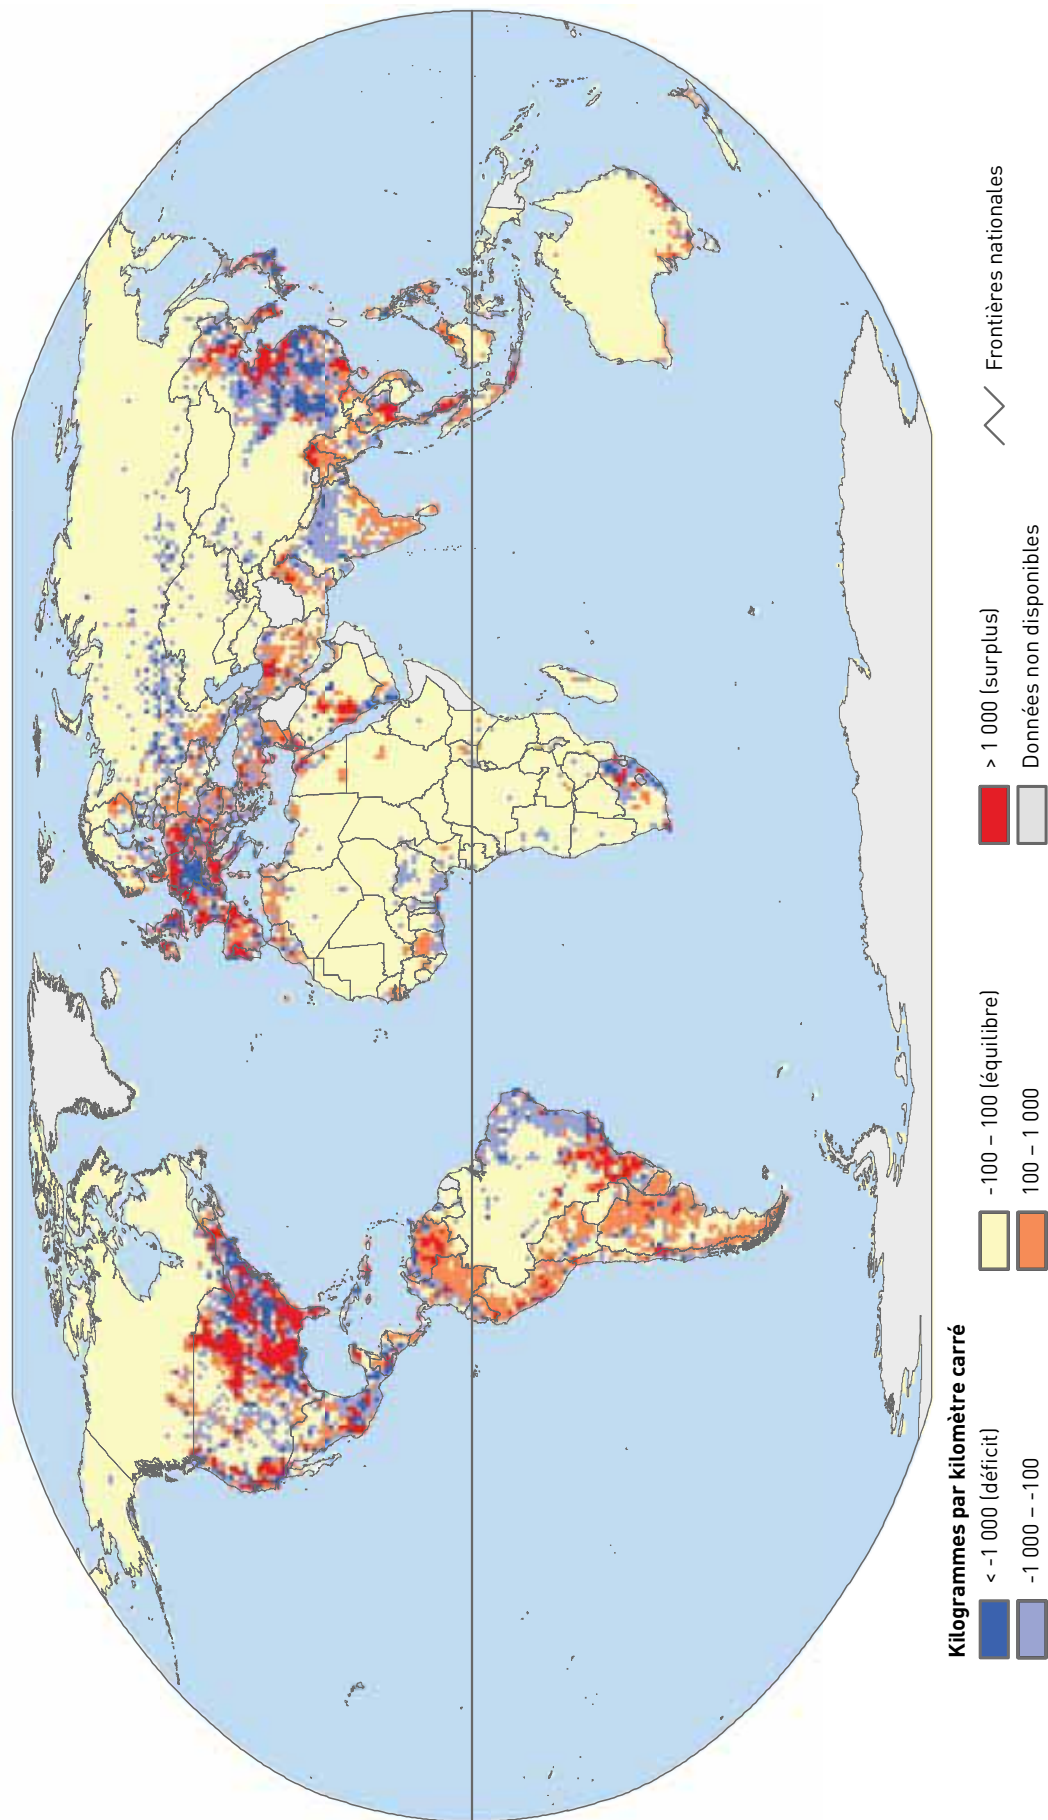 Kilogrammes par kilomètre carré
< -1 000 (déficit)
-1 000 – -100
-100 – 100 (équilibre)
100 – 1 000
> 1 000 (surplus)
Données non disponibles
Frontières nationales